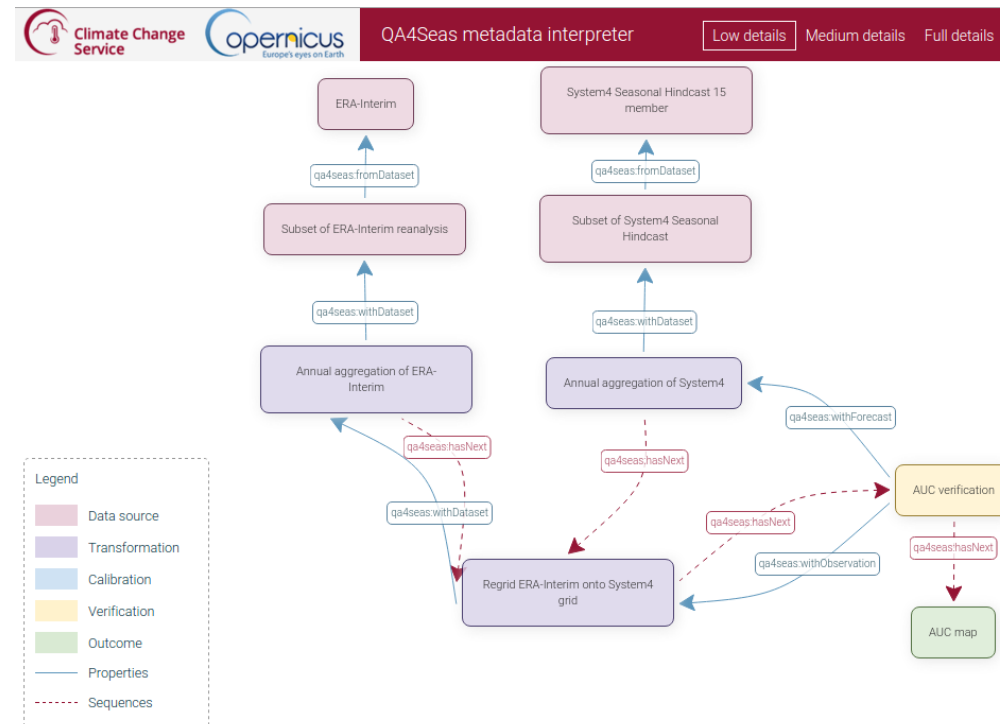 Climate Change
Service
opernicus
Europe's eyes on Earth
QA4Seas metadata interpreter
Low details
Medium details
Full details
ERA-Interim
System4 Seasonal Hindcast 15
member
qa4seas:fromDataset
qa4seas:fromDataset
Subset of ERA-Interim reanalysis
Subset of System4 Seasonal
Hindcast
qa4seas:withDataset
qa4seas:withDataset
Annual aggregation of ERA-
Interim
Annual aggregation of System4
qa4seas:withForecast
qa4seas:hasNext
qa4seas:hasNext
AUC verification
qa4seas:withDataset
qa4seas:hasNext
qa4seas:hasNext
qa4seas:withObservation
Regrid ERA-Interim onto System4
grid
AUC map
Legend
Data source
Transformation
Calibration
Verification
Outcome
Properties
Sequences